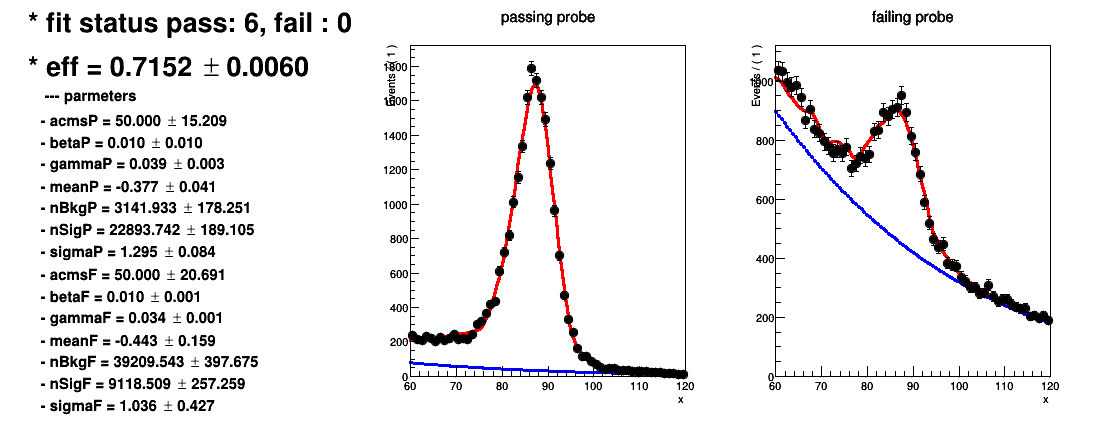 * fit status pass: 6, fail : 0
* eff = 0.7152 ± 0.0060
--- parmeters
- acmsP = 50.000 ± 15.209
- betaP = 0.010 ± 0.010
- gammaP = 0.039 ± 0.003
- meanP = -0.377 ± 0.041
- nBkgP = 3141.933 ± 178.251
- nSigP = 22893.742 ± 189.105
- sigmaP = 1.295 ± 0.084
- acmsF = 50.000 ± 20.691
- betaF = 0.010 ± 0.001
- gammaF = 0.034 ± 0.001
- meanF = -0.443 ± 0.159
- nBkgF = 39209.543 ± 397.675
- nSigF = 9118.509 ± 257.259
- sigmaF = 1.036 ± 0.427
passing probe
Events / ( 1 )
1800
1600
1400
1200
1000
800
600
400
200
0
60 70 80 90 100 110 120
x
failing probe
Events / ( 1 )
1000
800
600
400
200
0
60 70 80 90 100 110 120
x